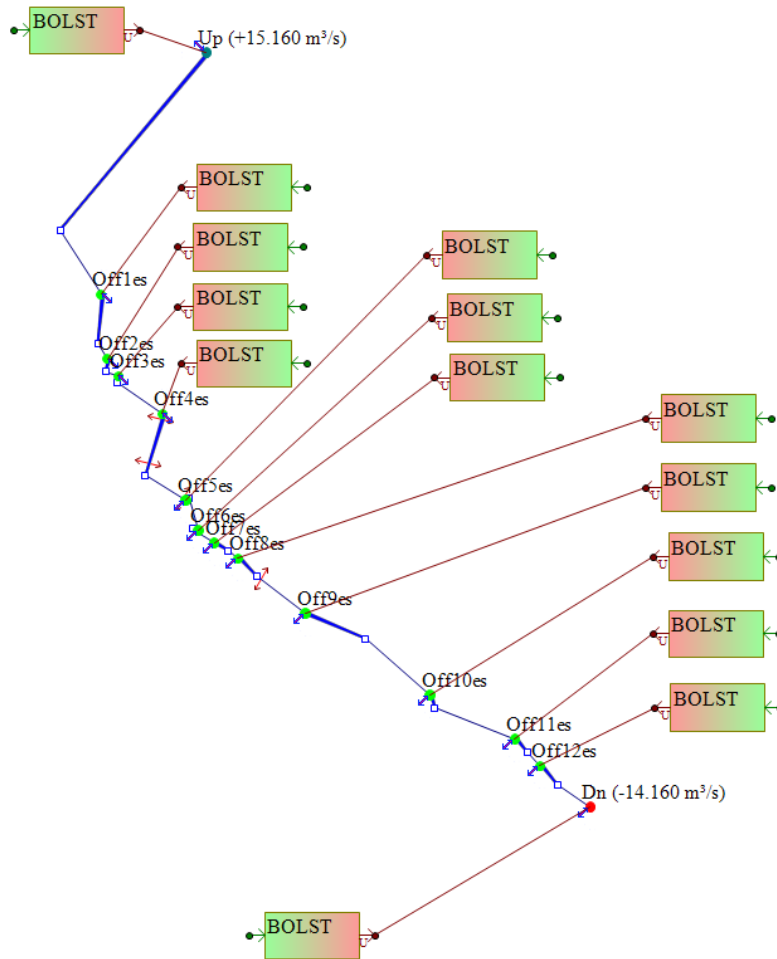 BOLST
U
Up (+15.160 m³/s)
BOLST
U
Off1es
BOLST
U
BOLST
U
BOLST
U
BOLST
U
Off2es
Off3es
BOLST
U
BOLST
U
Off4es
BOLST
U
BOLST
U
Off5es
Off6es
Off7es
Off8es
BOLST
U
Off9es
BOLST
U
Off10es
BOLST
U
Off11es
Off12es
Dn (-14.160 m³/s)
BOLST
U